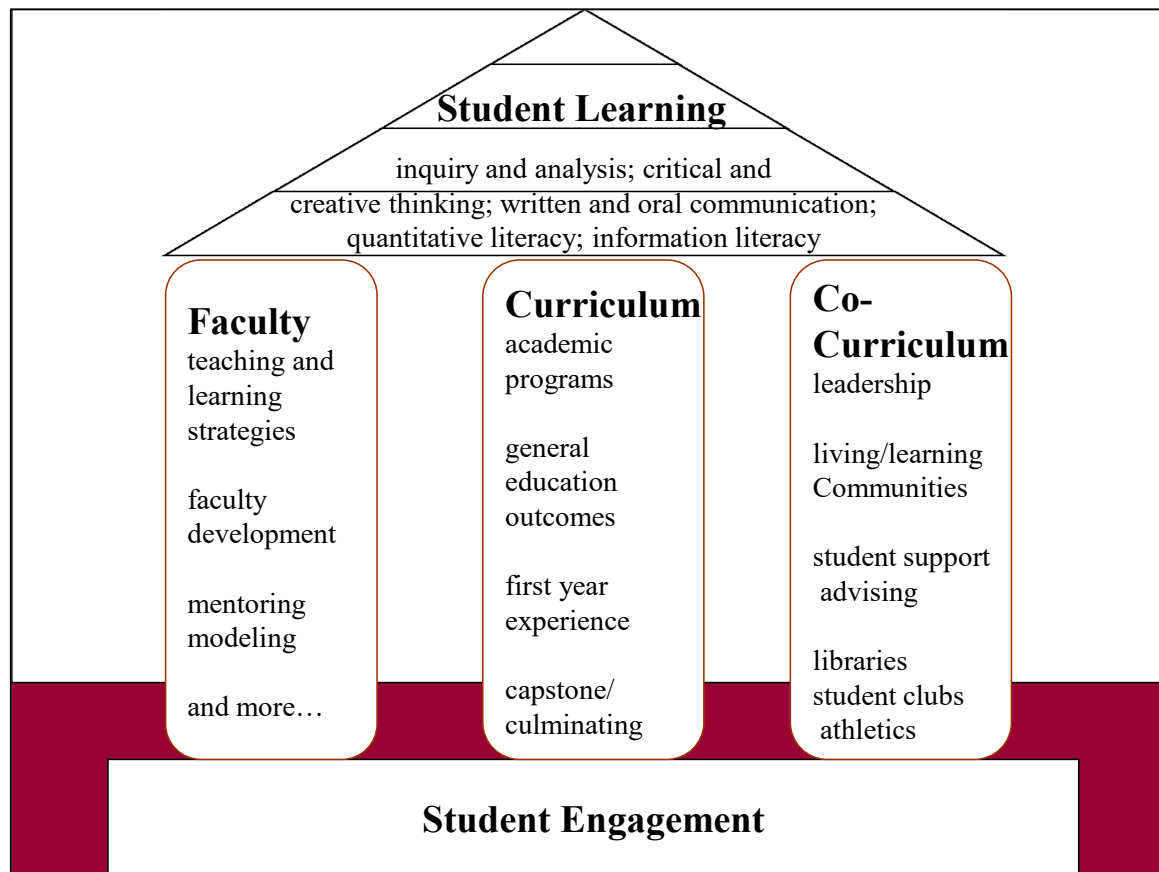 Student Learning
inquiry and analysis; critical and
creative thinking; written and oral communication;
quantitative literacy; information literacy
Faculty
teaching and
learning
strategies
faculty
development
mentoring
modeling
and more…
Curriculum
academic
programs
general
education
outcomes
first year
experience
capstone/
culminating
Co-
Curriculum
leadership
living/learning
Communities
student support
advising
libraries
student clubs
athletics
Student Engagement